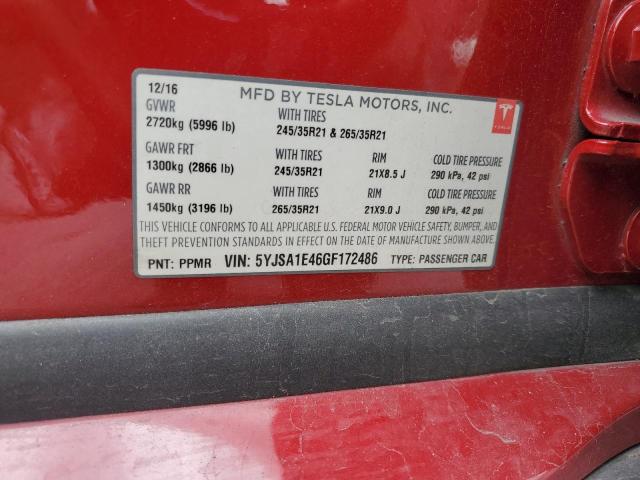 12/16 MFD BY TESLA MOTORS, INC.
GVWR WITH TIRES
2720kg (5996 lb) 245/35R21 & 265/35R21
GAWR FRT WITH TIRES RIM COLD TIRE PRESSURE
1300kg (2866 lb) 245/35R21 21X8.5 J 290 kPa, 42 psi
GAWR RR WITH TIRES RIM COLD TIRE PRESSURE
1450kg (3196 lb) 265/35R21 21X9.0 J 290 kPa, 42 psi
THIS VEHICLE CONFORMS TO ALL APPLICABLE U.S. FEDERAL MOTOR VEHICLE SAFETY, BUMPER, AND
THEFT PREVENTION STANDARDS IN EFFECT ON THE DATE OF MANUFACTURE SHOWN ABOVE.
PNT: PPMR VIN: 5YJSA1E46GF172486 TYPE: PASSENGER CAR
TESLA